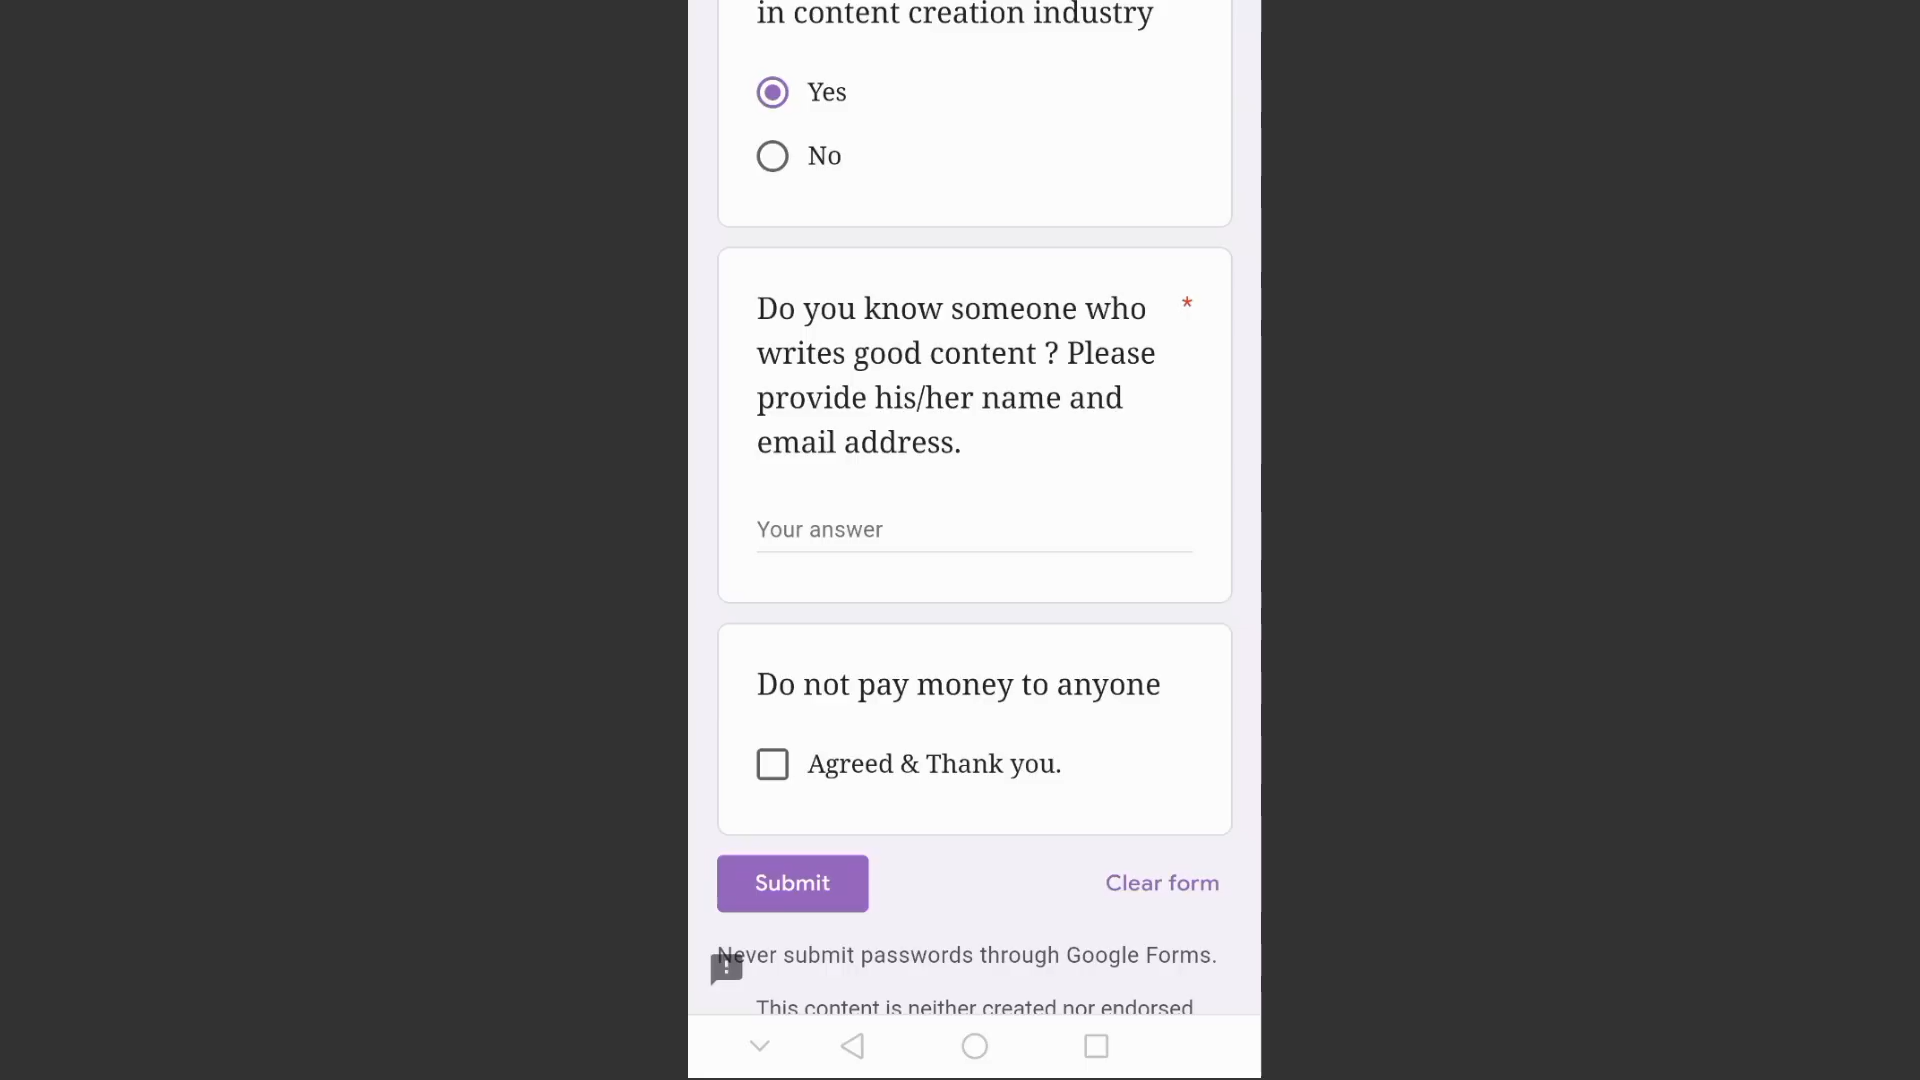 in content creation industry
Yes
No
Do you know someone who *
writes good content ? Please
provide his/her name and
email address.
Your answer
Do not pay money to anyone
Agreed & Thank you.
Submit
Clear form
Never submit passwords through Google Forms.
This content is neither created nor endorsed